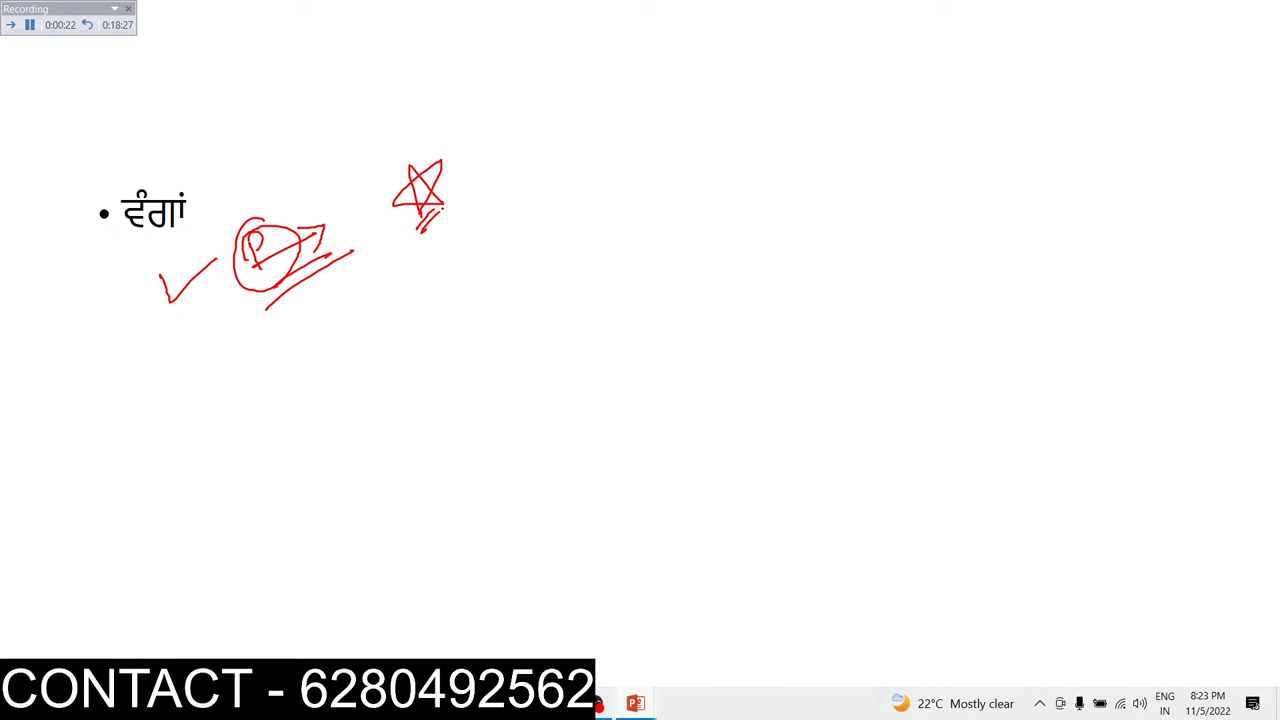 Recording
0:00:22 0:18:27
• ਵੰਗਾਂ
P
CONTACT - 6280492562
22°C Mostly clear
ENG
IN
8:23 PM
11/5/2022